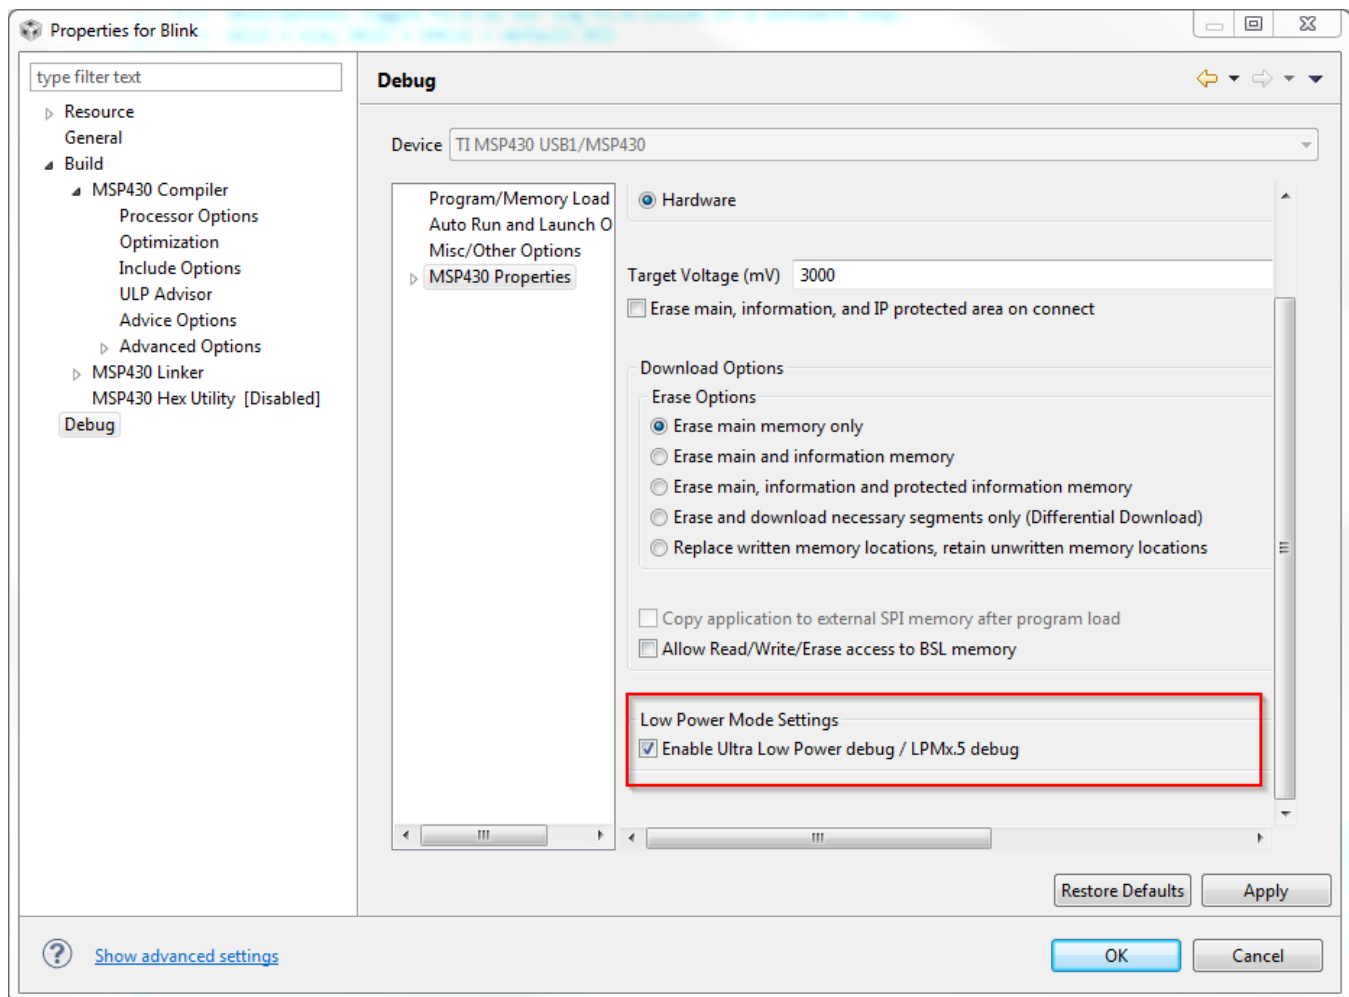 Properties for Blink
type filter text
Resource
General
Build
MSP430 Compiler
Processor Options
Optimization
Include Options
ULP Advisor
Advice Options
Advanced Options
MSP430 Linker
MSP430 Hex Utility [Disabled]
Debug
Debug
Device TI MSP430 USB1/MSP430
Program/Memory Load
Auto Run and Launch O
Misc/Other Options
MSP430 Properties
Hardware
Target Voltage (mV) 3000
Erase main, information, and IP protected area on connect
Download Options
Erase Options
Erase main memory only
Erase main and information memory
Erase main, information and protected information memory
Erase and download necessary segments only (Differential Download)
Replace written memory locations, retain unwritten memory locations
Copy application to external SPI memory after program load
Allow Read/Write/Erase access to BSL memory
Low Power Mode Settings
Enable Ultra Low Power debug / LPMx.5 debug
Restore Defaults Apply
Show advanced settings OK Cancel